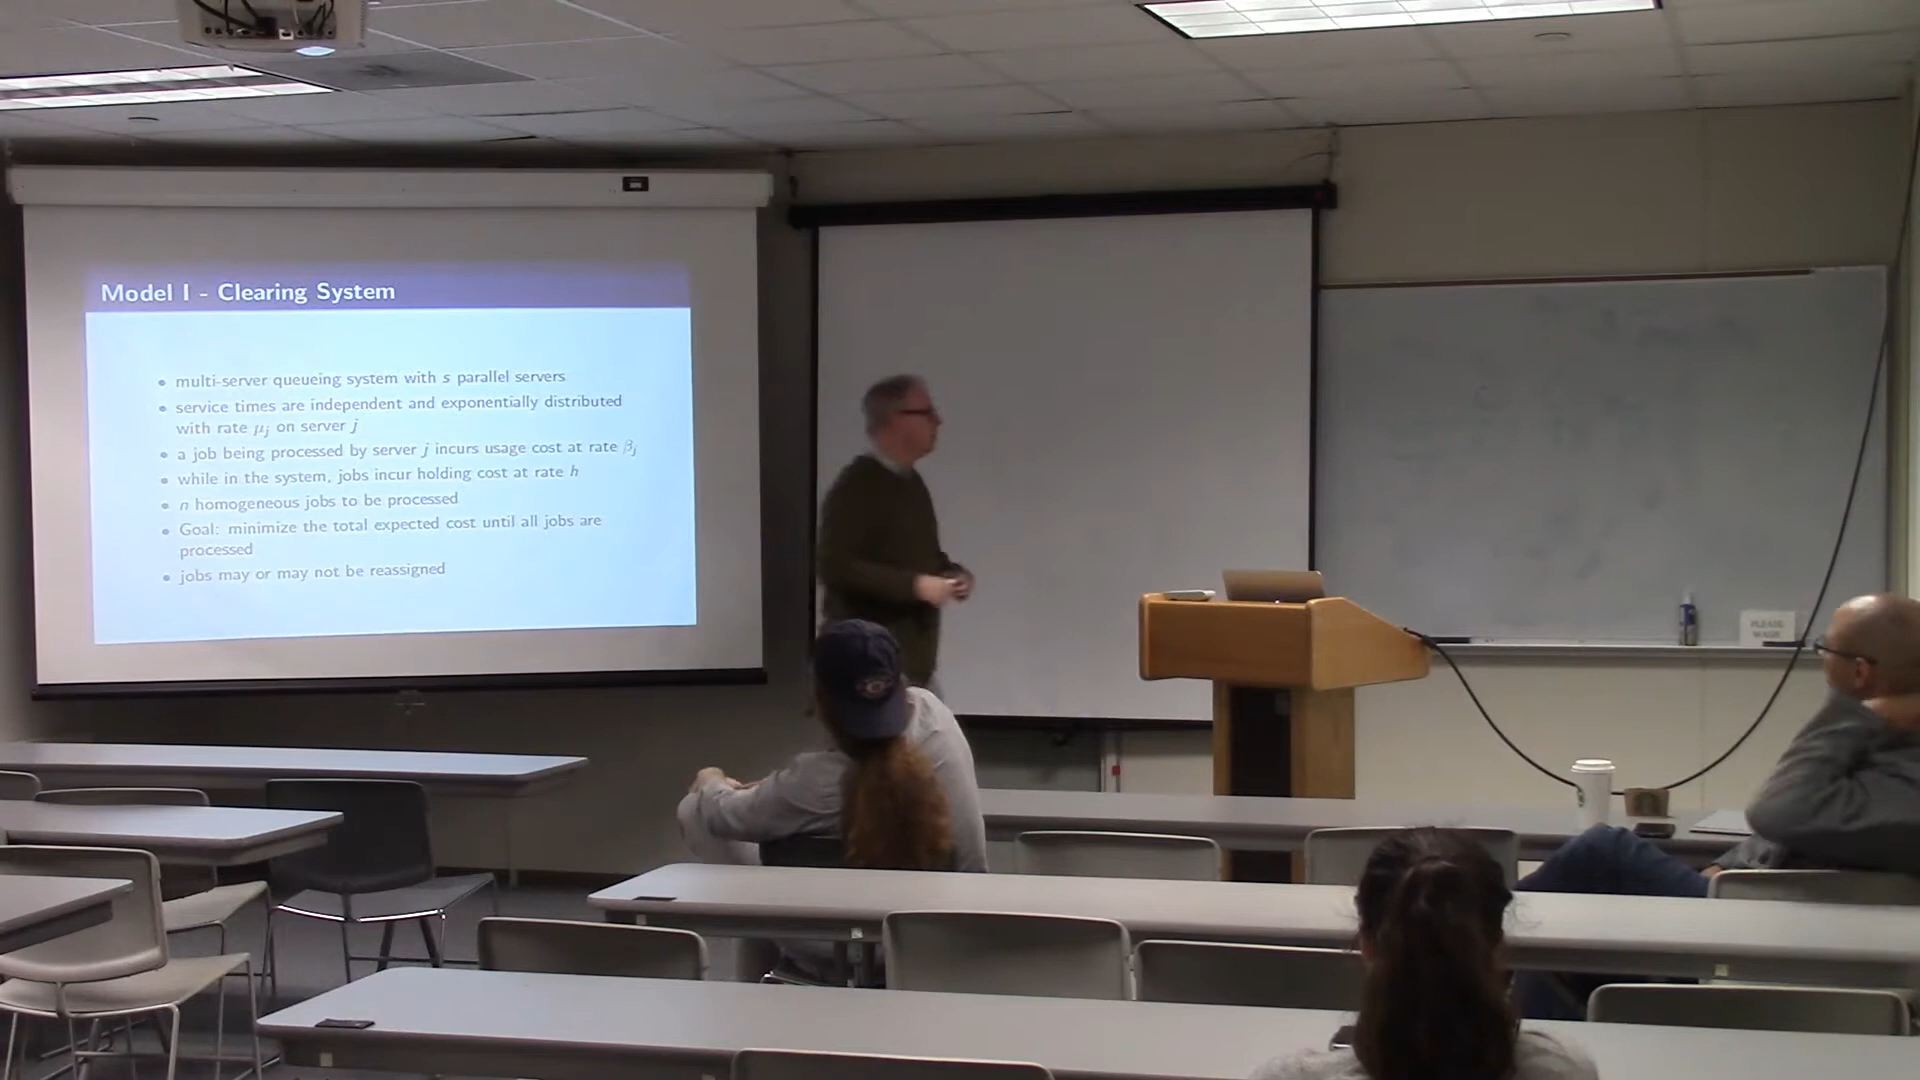 Model I - Clearing System
• multi-server queueing system with s parallel servers
• service times are independent and exponentially distributed
with rate μj on server j
• a job being processed by server j incurs usage cost at rate βj
• while in the system, jobs incur holding cost at rate h
• n homogeneous jobs to be processed
• Goal: minimize the total expected cost until all jobs are
processed
• jobs may or may not be reassigned
PLEASE
WASH